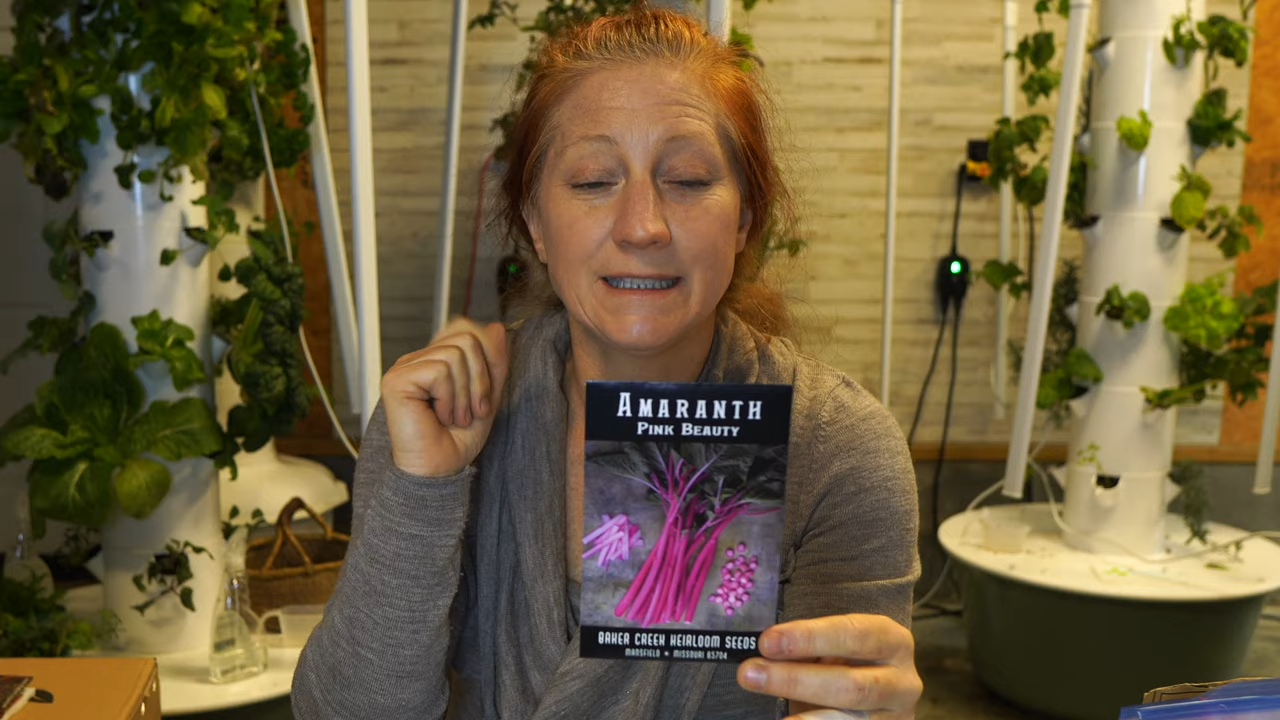 AMARANTH
PINK BEAUTY
BAKER CREEK HEIRLOOM SEEDS
MANSFIELD ★ MISSOURI 65704